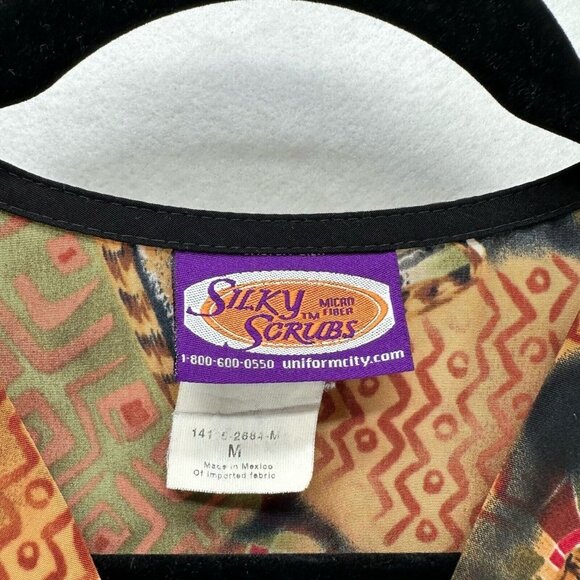 SILKY
MICRO
FIBER
TM
SCRUBS
1-800-600-0550 uniformcity.com
M
Made in Mexico
Of imported fabric